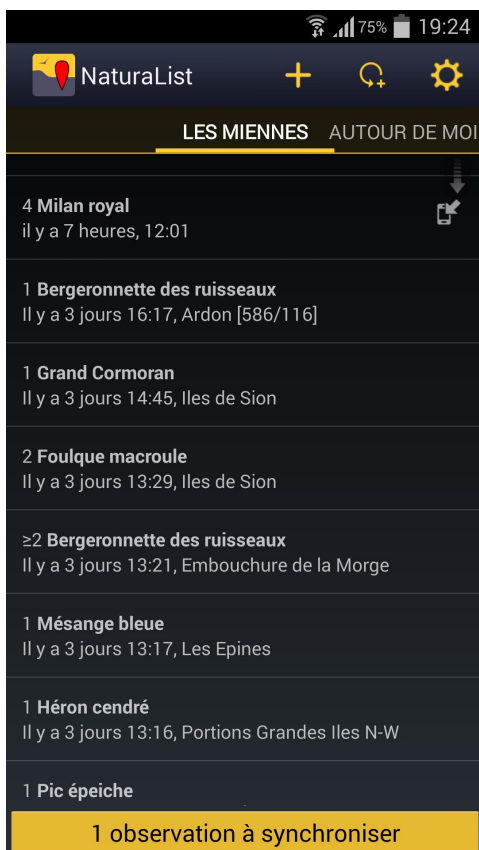 75% 19:24
NaturaList
LES MIENNES AUTOUR DE MOI
4 Milan royal
il y a 7 heures, 12:01
1 Bergeronnette des ruisseaux
Il y a 3 jours 16:17, Ardon [586/116]
1 Grand Cormoran
Il y a 3 jours 14:45, Iles de Sion
2 Foulque macroule
Il y a 3 jours 13:29, Iles de Sion
≥2 Bergeronnette des ruisseaux
Il y a 3 jours 13:21, Embouchure de la Morge
1 Mésange bleue
Il y a 3 jours 13:17, Les Epines
1 Héron cendré
Il y a 3 jours 13:16, Portions Grandes Iles N-W
1 Pic épeiche
1 observation à synchroniser